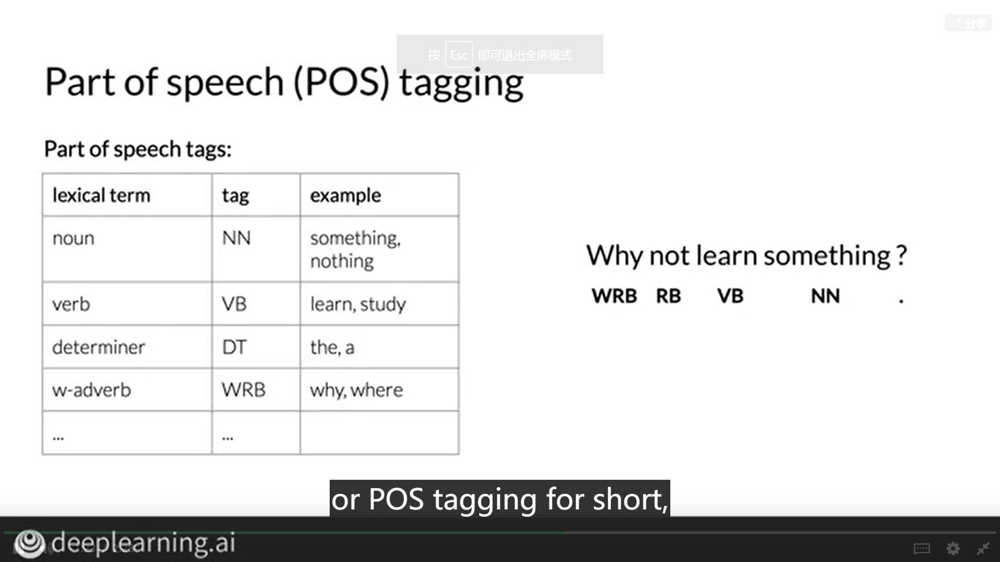 分享
按 Esc 即可退出全屏模式
Part of speech (POS) tagging
Part of speech tags:
lexical term tag example
noun NN something,
nothing
verb VB learn, study
determiner DT the, a
w-adverb WRB why, where
... ...
Why not learn something ?
WRB RB VB NN .
or POS tagging for short,
deeplearning.ai